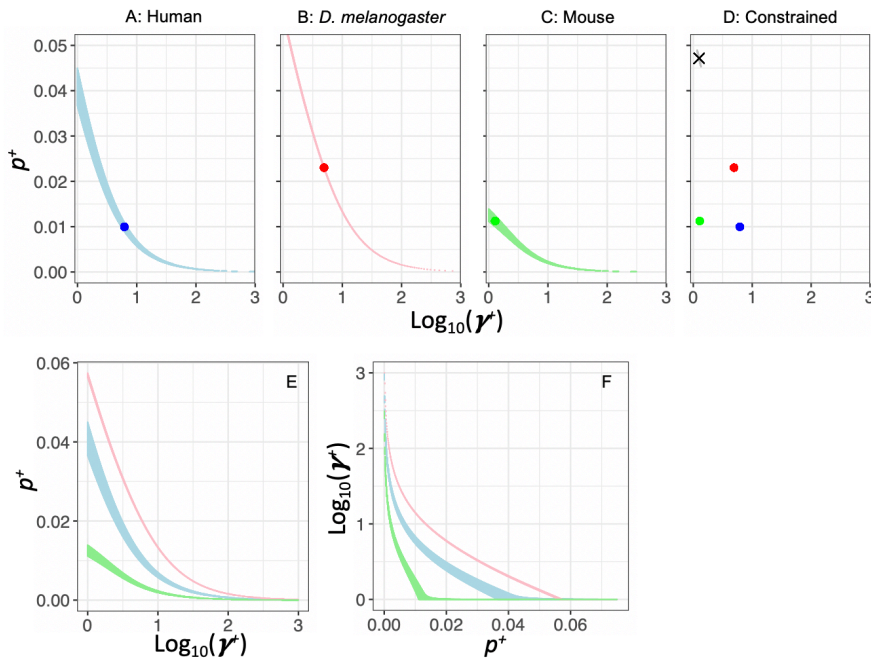 A: Human
B: D. melanogaster
C: Mouse
D: Constrained
0.05
0.04
0.03
0.02
0.01
0.00
p⁺
0 1 2 3
0 1 2 3
0 1 2 3
0 1 2 3
Log₁₀(γ⁺)
E
0.06
0.04
0.02
0.00
p⁺
0 1 2 3
Log₁₀(γ⁺)
F
3
2
1
0
Log₁₀(γ⁺)
0.00 0.02 0.04 0.06
p⁺